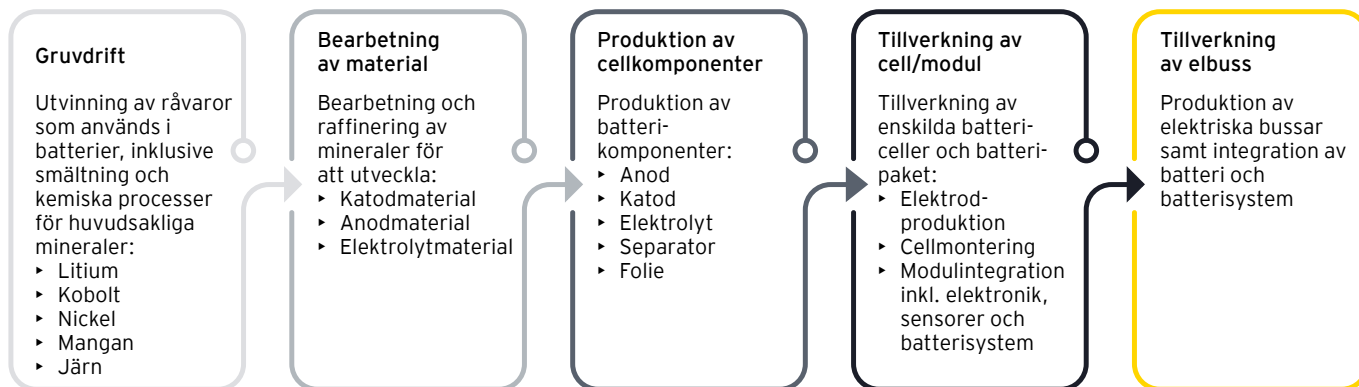 Gruvdrift
Utvinning av råvaror
som används i
batterier, inklusive
smältning och
kemiska processer
för huvudsakliga
mineraler:
‣ Litium
‣ Kobolt
‣ Nickel
‣ Mangan
‣ Järn
Bearbetning
av material
Bearbetning och
raffinering av
mineraler för
att utveckla:
‣ Katodmaterial
‣ Anodmaterial
‣ Elektrolytmaterial
Produktion av
cellkomponenter
Produktion av
batteri-
komponenter:
‣ Anod
‣ Katod
‣ Elektrolyt
‣ Separator
‣ Folie
Tillverkning av
cell/modul
Tillverkning av
enskilda batteri-
celler och batteri-
paket:
‣ Elektrod-
produktion
‣ Cellmontering
‣ Modulintegration
inkl. elektronik,
sensorer och
batterisystem
Tillverkning
av elbuss
Produktion av
elektriska bussar
samt integration av
batteri och
batterisystem